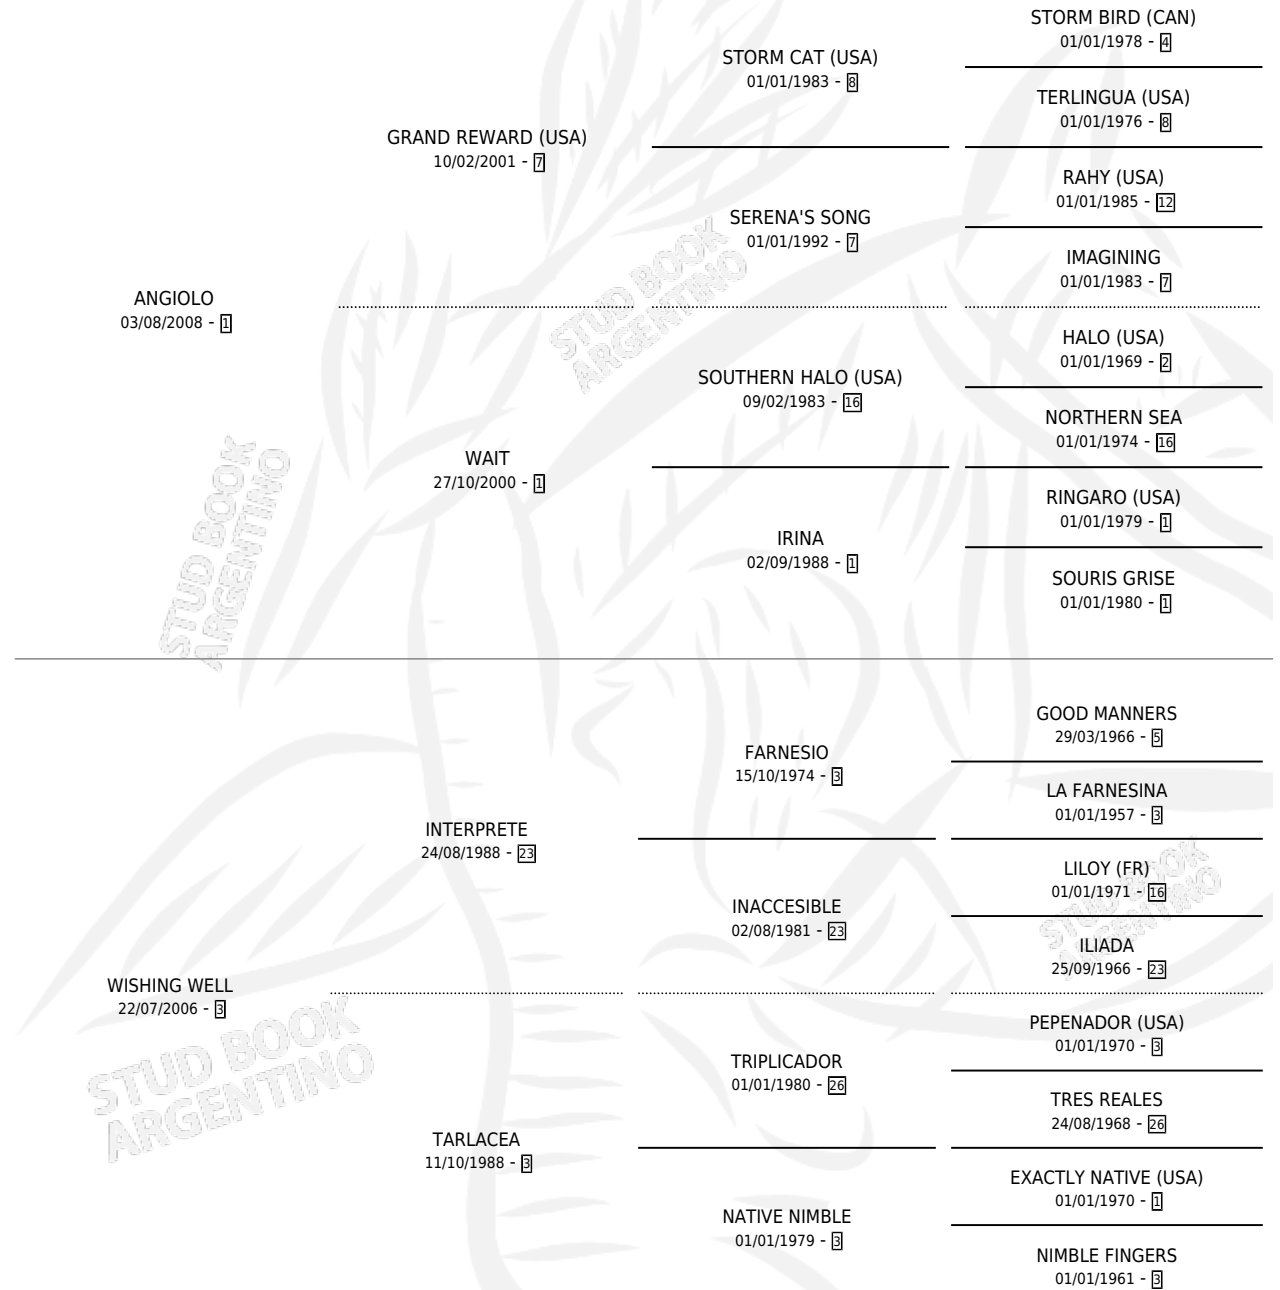 STORM BIRD (CAN)
01/01/1978 - 4
STORM CAT (USA)
01/01/1983 - 8
TERLINGUA (USA)
01/01/1976 - 8
GRAND REWARD (USA)
10/02/2001 - 7
RAHY (USA)
01/01/1985 - 12
SERENA'S SONG
01/01/1992 - 7
IMAGINING
01/01/1983 - 7
ANGIOLO
03/08/2008 - 1
HALO (USA)
01/01/1969 - 2
SOUTHERN HALO (USA)
09/02/1983 - 16
NORTHERN SEA
01/01/1974 - 16
WAIT
27/10/2000 - 1
RINGARO (USA)
01/01/1979 - 1
IRINA
02/09/1988 - 1
SOURIS GRISE
01/01/1980 - 1
STUD BOOK
ARGENTINO
STUD BOOK
ARGENTINO
GOOD MANNERS
29/03/1966 - 5
FARNESIO
15/10/1974 - 3
LA FARNESINA
01/01/1957 - 3
INTERPRETE
24/08/1988 - 23
LILOY (FR)
01/01/1971 - 16
INACCESIBLE
02/08/1981 - 23
ILIADA
25/09/1966 - 23
WISHING WELL
22/07/2006 - 3
PEPENADOR (USA)
01/01/1970 - 3
TRIPLICADOR
01/01/1980 - 26
TRES REALES
24/08/1968 - 26
TARLACEA
11/10/1988 - 3
EXACTLY NATIVE (USA)
01/01/1970 - 1
NATIVE NIMBLE
01/01/1979 - 3
NIMBLE FINGERS
01/01/1961 - 3
STUD BOOK
ARGENTINO
STUD BOOK
ARGENTINO